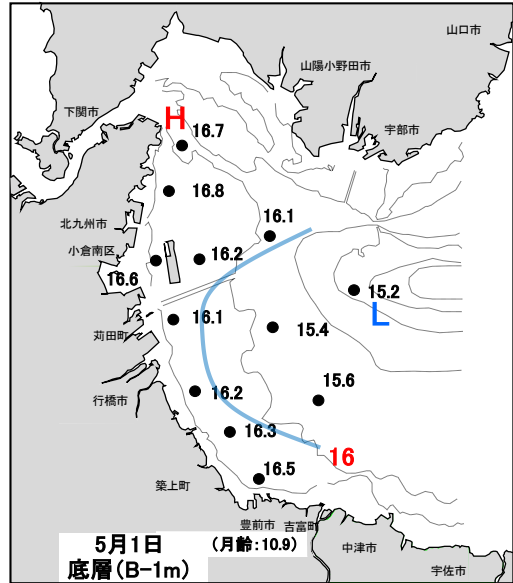 山口市
山陽小野田市
下関市
宇部市
H
16.7
16.8
北九州市
16.1
小倉南区
16.2
16.6
15.2
L
16.1
15.4
苅田町
行橋市
16.2
15.6
16.3
16
16.5
築上町
豊前市
吉富町
5月1日 (月齢:10.9)
中津市
底層(B-1m)
宇佐市